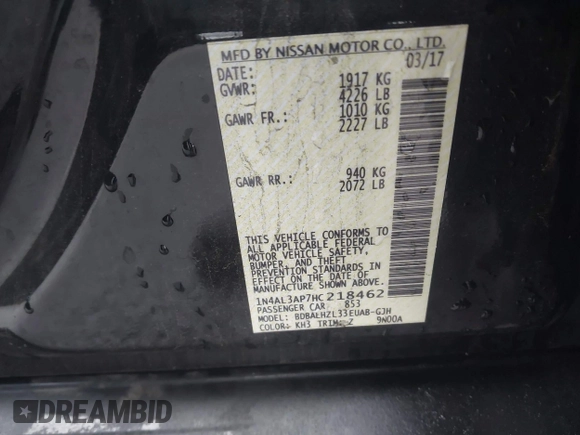 MFD BY NISSAN MOTOR CO., LTD.
DATE: 03/17
GVWR: 1917 KG
4226 LB
GAWR FR.: 1010 KG
2227 LB
GAWR RR.: 940 KG
2072 LB
THIS VEHICLE CONFORMS TO
ALL APPLICABLE FEDERAL
MOTOR VEHICLE SAFETY,
BUMPER, AND THEFT
PREVENTION STANDARDS IN
EFFECT ON THE DATE OF
MANUFACTURE SHOWN ABOVE.
1N4AL3AP7HC218462
PASSENGER CAR 853
MODEL: BDBALHZL33EUAB-GJH
COLOR: KH3 TRIM: Z 9N00A
DREAMBID